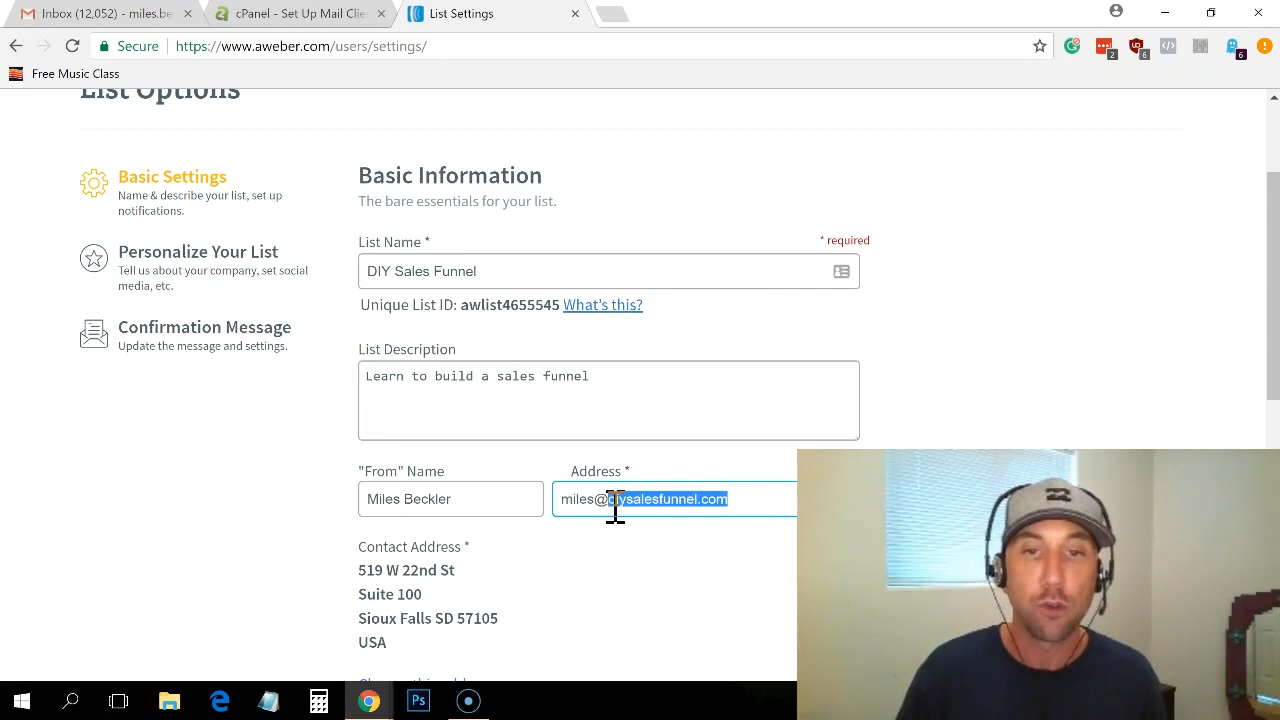 Inbox (12,052) — miles.be
cPanel - Set Up Mail Clie
List Settings
Secure
https://www.aweber.com/users/settings/
2
6
6
Free Music Class
List Options
Basic Settings
Name & describe your list, set up
notifications.
Personalize Your List
Tell us about your company, set social
media, etc.
Confirmation Message
Update the message and settings.
Basic Information
The bare essentials for your list.
List Name *
* required
DIY Sales Funnel
Unique List ID: awlist4655545 What's this?
List Description
Learn to build a sales funnel
"From" Name
Address *
Miles Beckler
miles@diysalesfunnel.com
Contact Address *
519 W 22nd St
Suite 100
Sioux Falls SD 57105
USA
Ps